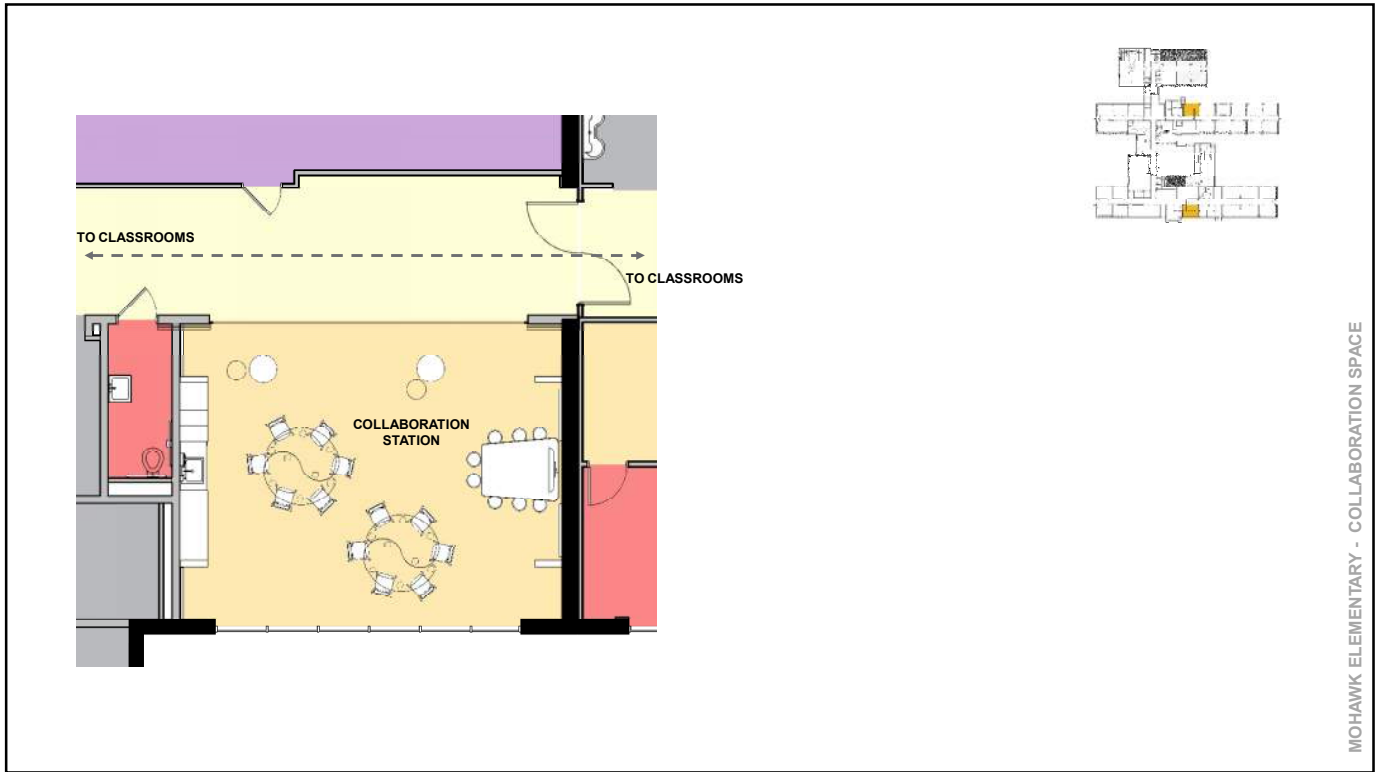 TO CLASSROOMS
TO CLASSROOMS
COLLABORATION
STATION
MOHAWK ELEMENTARY - COLLABORATION SPACE